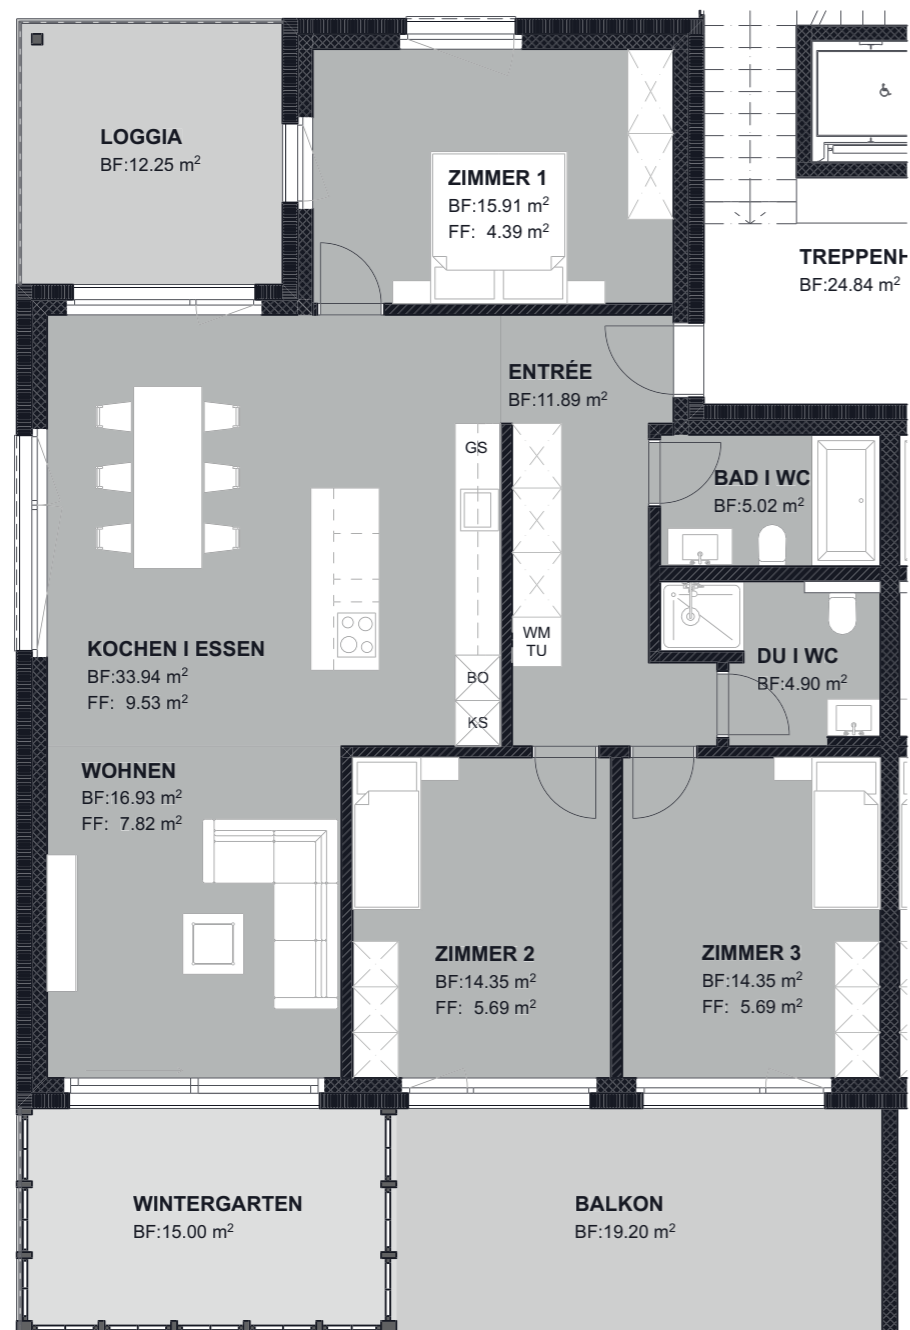 LOGGIA
BF:12.25 m²
ZIMMER 1
BF:15.91 m²
FF: 4.39 m²
TREPPENH
BF:24.84 m²
ENTRÉE
BF:11.89 m²
GS
BAD I WC
BF:5.02 m²
WM
TU
KOCHEN I ESSEN
BF:33.94 m²
FF: 9.53 m²
BO
KS
DU I WC
BF:4.90 m²
WOHNEN
BF:16.93 m²
FF: 7.82 m²
ZIMMER 2
BF:14.35 m²
FF: 5.69 m²
ZIMMER 3
BF:14.35 m²
FF: 5.69 m²
WINTERGARTEN
BF:15.00 m²
BALKON
BF:19.20 m²